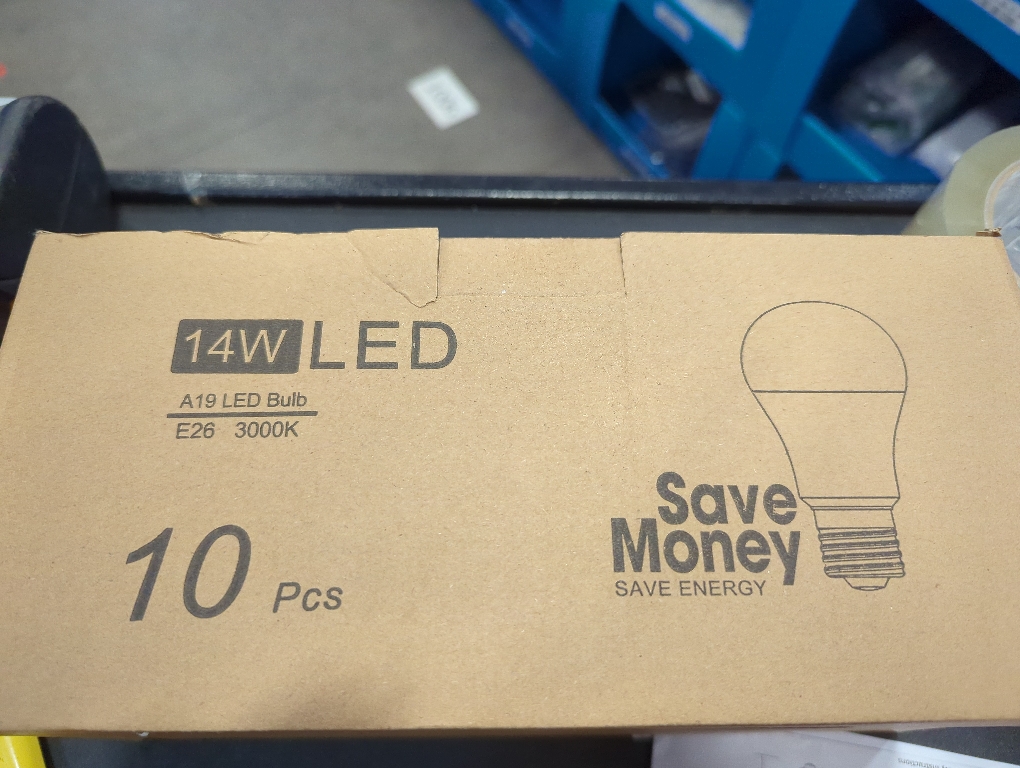 14W LED
A19 LED Bulb
E26 3000K
10 Pcs
Save
Money
SAVE ENERGY